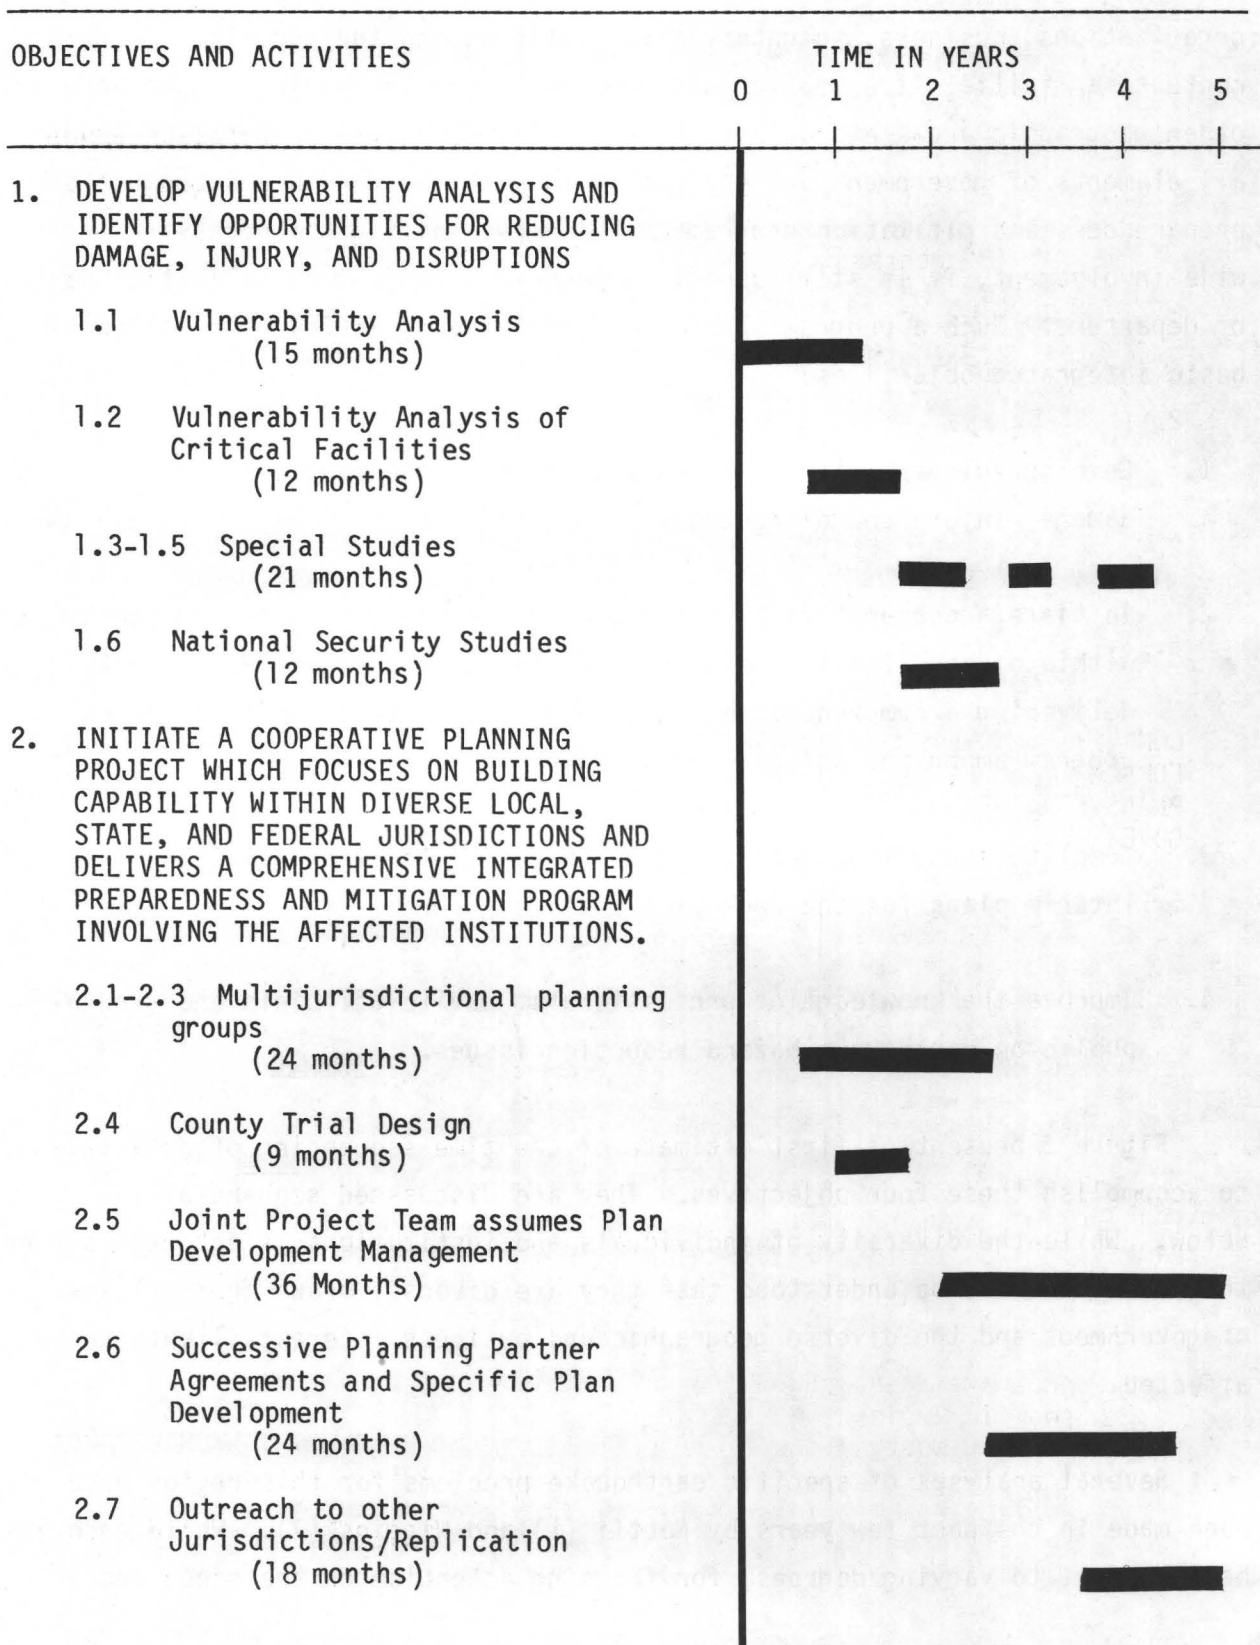 OBJECTIVES AND ACTIVITIES
TIME IN YEARS
0 1 2 3 4 5
1. DEVELOP VULNERABILITY ANALYSIS AND
IDENTIFY OPPORTUNITIES FOR REDUCING
DAMAGE, INJURY, AND DISRUPTIONS
1.1 Vulnerability Analysis
(15 months)
1.2 Vulnerability Analysis of
Critical Facilities
(12 months)
1.3-1.5 Special Studies
(21 months)
1.6 National Security Studies
(12 months)
2. INITIATE A COOPERATIVE PLANNING
PROJECT WHICH FOCUSES ON BUILDING
CAPABILITY WITHIN DIVERSE LOCAL,
STATE, AND FEDERAL JURISDICTIONS AND
DELIVERS A COMPREHENSIVE INTEGRATED
PREPAREDNESS AND MITIGATION PROGRAM
INVOLVING THE AFFECTED INSTITUTIONS.
2.1-2.3 Multijursdictional planning
groups
(24 months)
2.4 County Trial Design
(9 months)
2.5 Joint Project Team assumes Plan
Development Management
(36 Months)
2.6 Successive Planning Partner
Agreements and Specific Plan
Development
(24 months)
2.7 Outreach to other
Jurisdictions/Replication
(18 months)